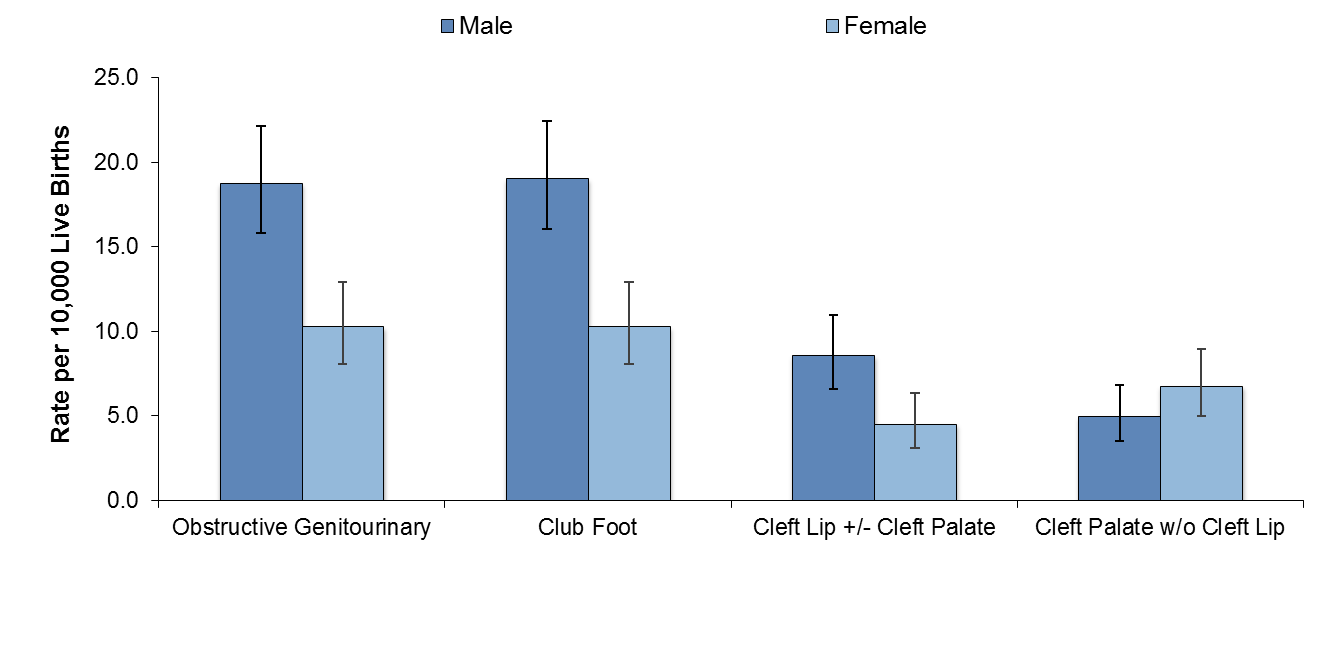 Male Female
Rate per 10,000 Live Births
25.0
20.0
15.0
10.0
5.0
0.0
Obstructive Genitourinary Club Foot Cleft Lip +/- Cleft Palate Cleft Palate w/o Cleft Lip